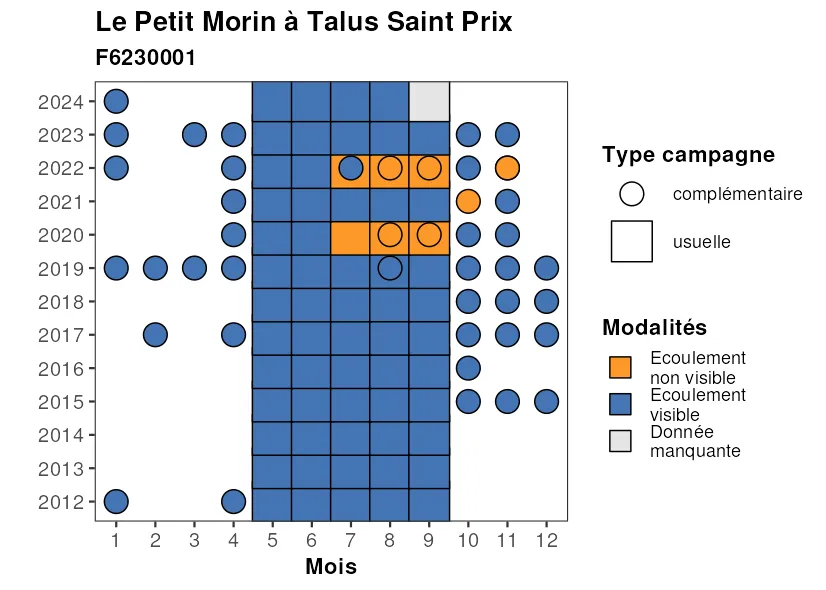 Le Petit Morin à Talus Saint Prix
F6230001
2024
2023
2022
2021
2020
2019
2018
2017
2016
2015
2014
2013
2012
1 2 3 4 5 6 7 8 9 10 11 12
Mois
Type campagne
complémentaire
usuelle
Modalités
Ecoulement
non visible
Ecoulement
visible
Donnée
manquante